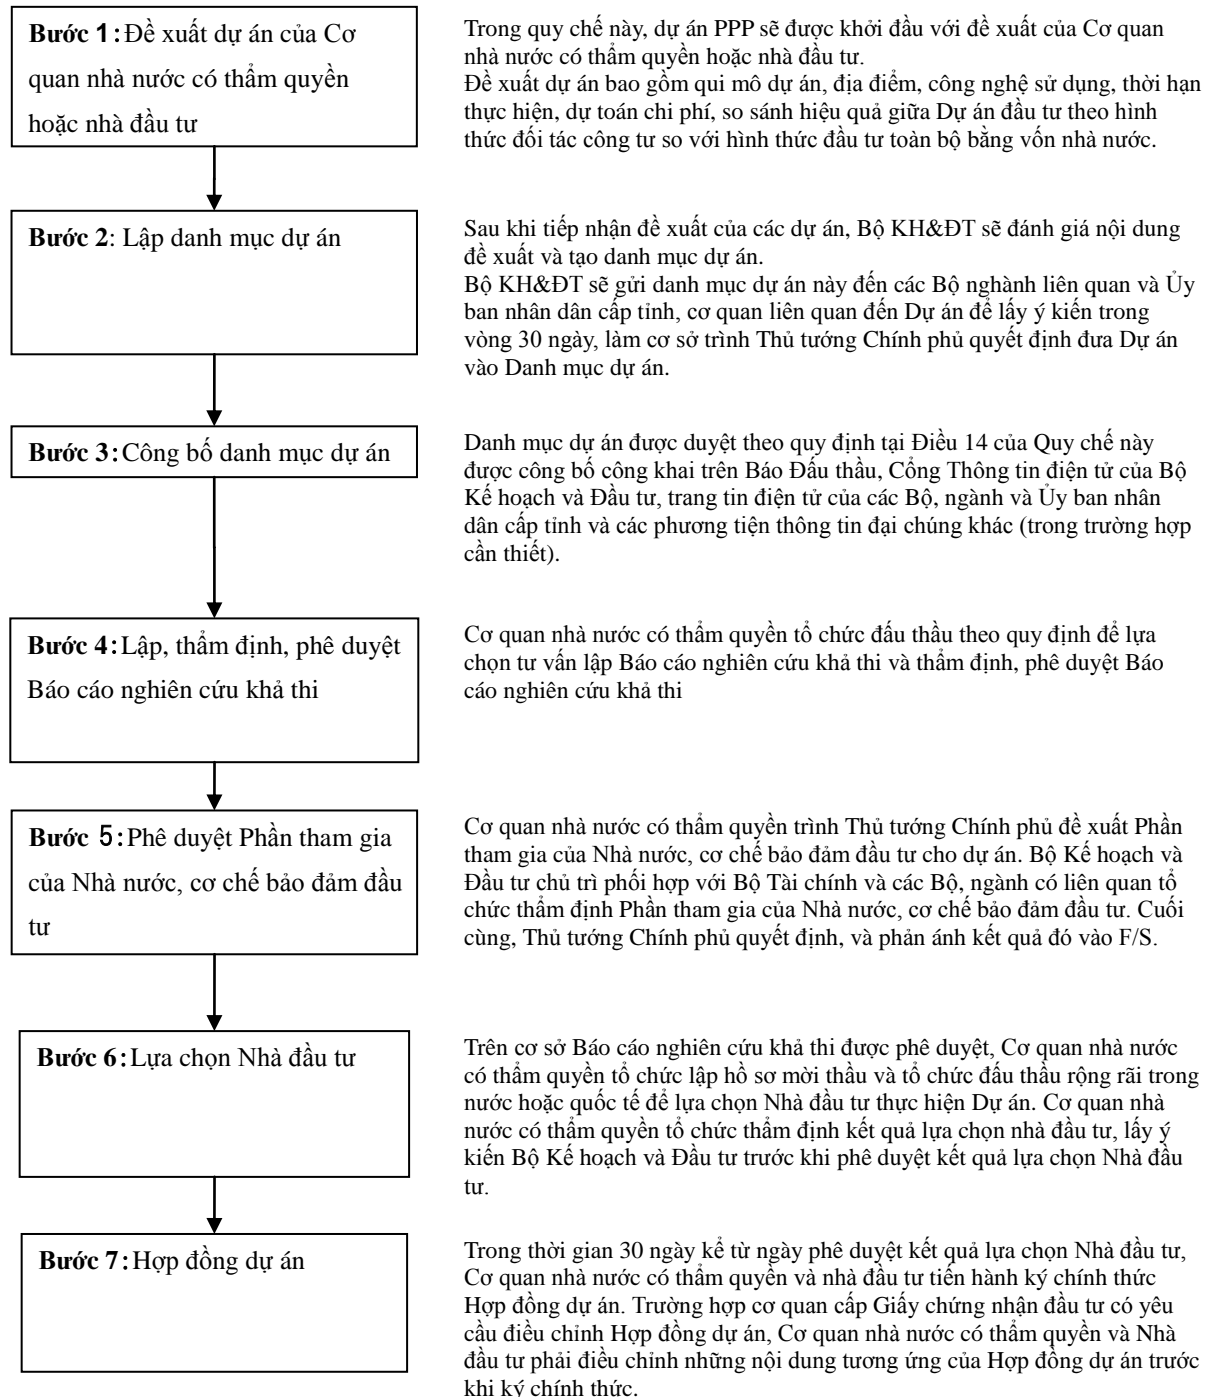 Bước 1:Đề xuất dự án của Cơ
quan nhà nước có thẩm quyền
hoặc nhà đầu tư
Trong quy chế này, dự án PPP sẽ được khởi đầu với đề xuất của Cơ quan
nhà nước có thẩm quyền hoặc nhà đầu tư.
Đề xuất dự án bao gồm qui mô dự án, địa điểm, công nghệ sử dụng, thời hạn
thực hiện, dự toán chi phí, so sánh hiệu quả giữa Dự án đầu tư theo hình
thức đối tác công tư so với hình thức đầu tư toàn bộ bằng vốn nhà nước.
Bước 2: Lập danh mục dự án
Sau khi tiếp nhận đề xuất của các dự án, Bộ KH&ĐT sẽ đánh giá nội dung
đề xuất và tạo danh mục dự án.
Bộ KH&ĐT sẽ gửi danh mục dự án này đến các Bộ nghành liên quan và Ủy
ban nhân dân cấp tỉnh, cơ quan liên quan đến Dự án để lấy ý kiến trong
vòng 30 ngày, làm cơ sở trình Thủ tướng Chính phủ quyết định đưa Dự án
vào Danh mục dự án.
Bước 3:Công bố danh mục dự án
Danh mục dự án được duyệt theo quy định tại Điều 14 của Quy chế này
được công bố công khai trên Báo Đấu thầu, Cổng Thông tin điện tử của Bộ
Kế hoạch và Đầu tư, trang tin điện tử của các Bộ, ngành và Ủy ban nhân
dân cấp tỉnh và các phương tiện thông tin đại chúng khác (trong trường hợp
cần thiết).
Bước 4:Lập, thẩm định, phê duyệt
Báo cáo nghiên cứu khả thi
Cơ quan nhà nước có thẩm quyền tổ chức đấu thầu theo quy định để lựa
chọn tư vấn lập Báo cáo nghiên cứu khả thi và thẩm định, phê duyệt Báo
cáo nghiên cứu khả thi
Bước 5:Phê duyệt Phần tham gia
của Nhà nước, cơ chế bảo đảm đầu
tư
Cơ quan nhà nước có thẩm quyền trình Thủ tướng Chính phủ đề xuất Phần
tham gia của Nhà nước, cơ chế bảo đảm đầu tư cho dự án. Bộ Kế hoạch và
Đầu tư chủ trì phối hợp với Bộ Tài chính và các Bộ, ngành có liên quan tổ
chức thẩm định Phần tham gia của Nhà nước, cơ chế bảo đảm đầu tư. Cuối
cùng, Thủ tướng Chính phủ quyết định, và phản ánh kết quả đó vào F/S.
Bước 6:Lựa chọn Nhà đầu tư
Trên cơ sở Báo cáo nghiên cứu khả thi được phê duyệt, Cơ quan nhà nước
có thẩm quyền tổ chức lập hồ sơ mời thầu và tổ chức đấu thầu rộng rãi trong
nước hoặc quốc tế để lựa chọn Nhà đầu tư thực hiện Dự án. Cơ quan nhà
nước có thẩm quyền tổ chức thẩm định kết quả lựa chọn nhà đầu tư, lấy ý
kiến Bộ Kế hoạch và Đầu tư trước khi phê duyệt kết quả lựa chọn Nhà đầu
tư.
Bước 7:Hợp đồng dự án
Trong thời gian 30 ngày kể từ ngày phê duyệt kết quả lựa chọn Nhà đầu tư,
Cơ quan nhà nước có thẩm quyền và nhà đầu tư tiến hành ký chính thức
Hợp đồng dự án. Trường hợp cơ quan cấp Giấy chứng nhận đầu tư có yêu
cầu điều chỉnh Hợp đồng dự án, Cơ quan nhà nước có thẩm quyền và Nhà
đầu tư phải điều chỉnh những nội dung tương ứng của Hợp đồng dự án trước
khi ký chính thức.